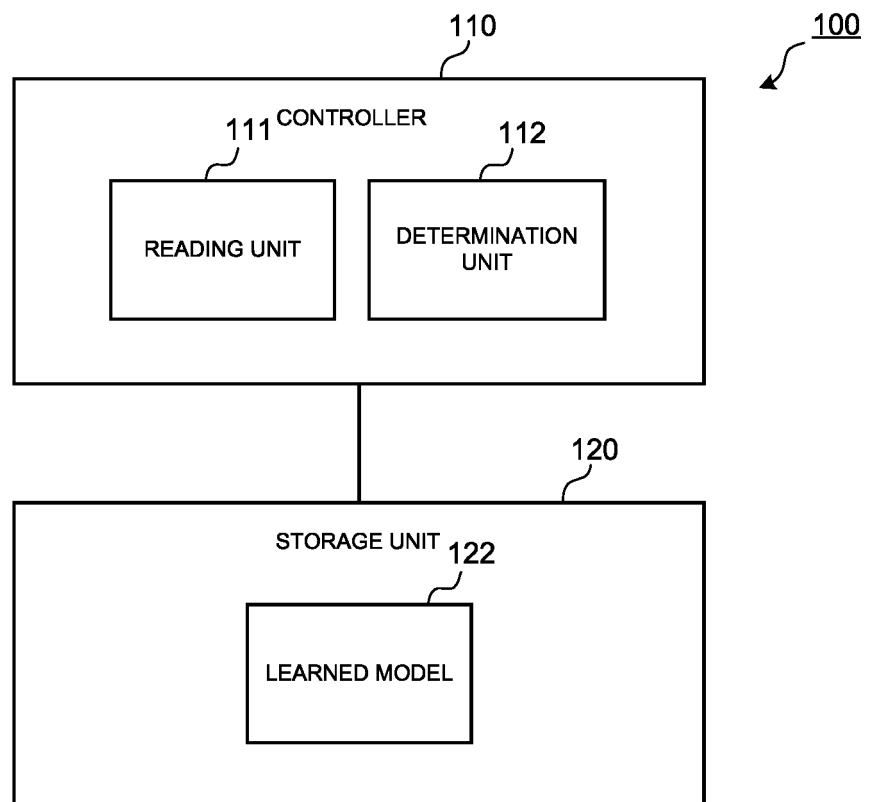 100
110
CONTROLLER
111
112
READING UNIT
DETERMINATION
UNIT
120
STORAGE UNIT
122
LEARNED MODEL